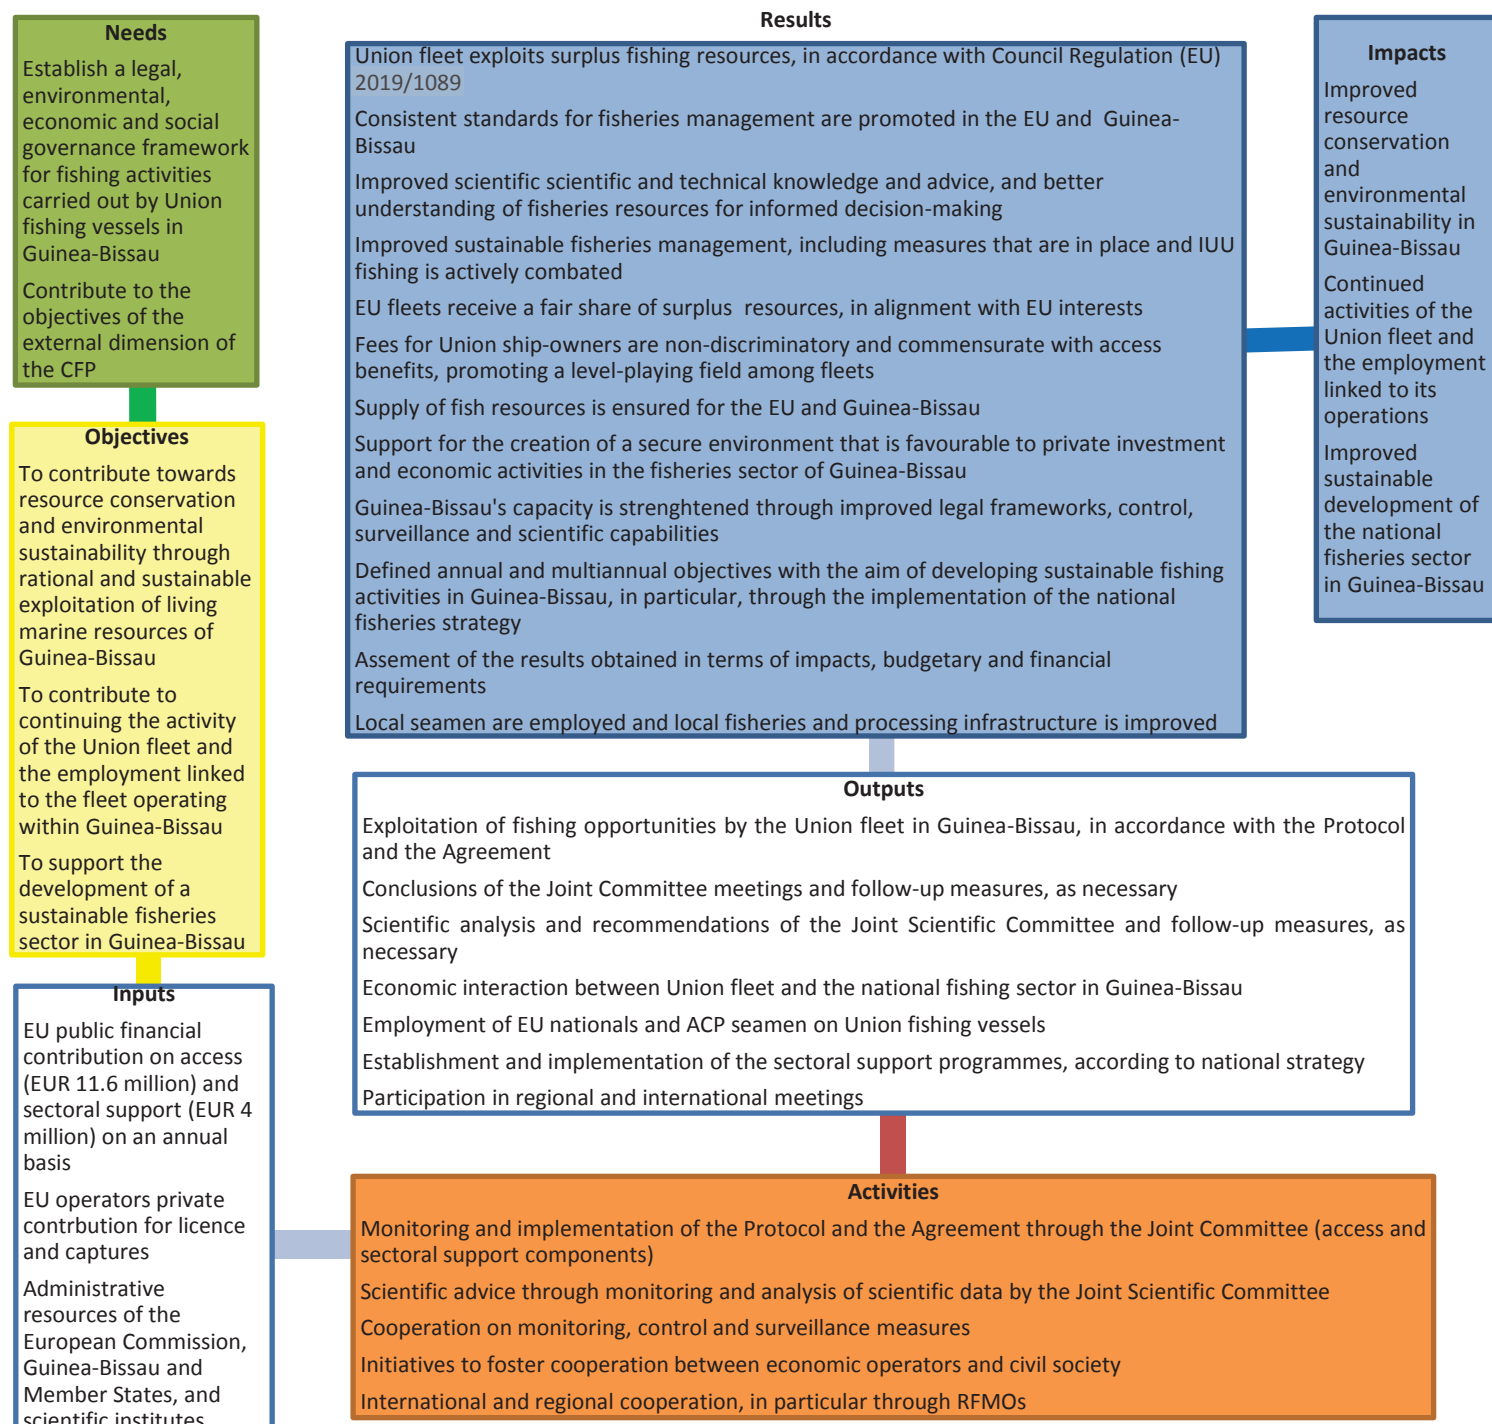 Needs
Establish a legal,
environmental,
economic and social
governance framework
for fishing activities
carried out by Union
fishing vessels in
Guinea-Bissau
Contribute to the
objectives of the
external dimension of
the CFP
Objectives
To contribute towards
resource conservation
and environmental
sustainability through
rational and sustainable
exploitation of living
marine resources of
Guinea-Bissau
To contribute to
continuing the activity
of the Union fleet and
the employment linked
to the fleet operating
within Guinea-Bissau
To support the
development of a
sustainable fisheries
sector in Guinea-Bissau
Inputs
EU public financial
contribution on access
(EUR 11.6 million) and
sectoral support (EUR 4
million) on an annual
basis
EU operators private
contrbution for licence
and captures
Administrative
resources of the
European Commission,
Guinea-Bissau and
Member States, and
scientific institutes
Results
Union fleet exploits surplus fishing resources, in accordance with Council Regulation (EU)
2019/1089
Consistent standards for fisheries management are promoted in the EU and Guinea-
Bissau
Improved scientific scientific and technical knowledge and advice, and better
understanding of fisheries resources for informed decision-making
Improved sustainable fisheries management, including measures that are in place and IUU
fishing is actively combated
EU fleets receive a fair share of surplus resources, in alignment with EU interests
Fees for Union ship-owners are non-discriminatory and commensurate with access
benefits, promoting a level-playing field among fleets
Supply of fish resources is ensured for the EU and Guinea-Bissau
Support for the creation of a secure environment that is favourable to private investment
and economic activities in the fisheries sector of Guinea-Bissau
Guinea-Bissau's capacity is strenghtened through improved legal frameworks, control,
surveillance and scientific capabilities
Defined annual and multiannual objectives with the aim of developing sustainable fishing
activities in Guinea-Bissau, in particular, through the implementation of the national
fisheries strategy
Assement of the results obtained in terms of impacts, budgetary and financial
requirements
Local seamen are employed and local fisheries and processing infrastructure is improved
Outputs
Exploitation of fishing opportunities by the Union fleet in Guinea-Bissau, in accordance with the Protocol
and the Agreement
Conclusions of the Joint Committee meetings and follow-up measures, as necessary
Scientific analysis and recommendations of the Joint Scientific Committee and follow-up measures, as
necessary
Economic interaction between Union fleet and the national fishing sector in Guinea-Bissau
Employment of EU nationals and ACP seamen on Union fishing vessels
Establishment and implementation of the sectoral support programmes, according to national strategy
Participation in regional and international meetings
Activities
Monitoring and implementation of the Protocol and the Agreement through the Joint Committee (access and
sectoral support components)
Scientific advice through monitoring and analysis of scientific data by the Joint Scientific Committee
Cooperation on monitoring, control and surveillance measures
Initiatives to foster cooperation between economic operators and civil society
International and regional cooperation, in particular through RFMOs
Impacts
Improved
resource
conservation
and
environmental
sustainability in
Guinea-Bissau
Continued
activities of the
Union fleet and
the employment
linked to its
operations
Improved
sustainable
development of
the national
fisheries sector
in Guinea-Bissau